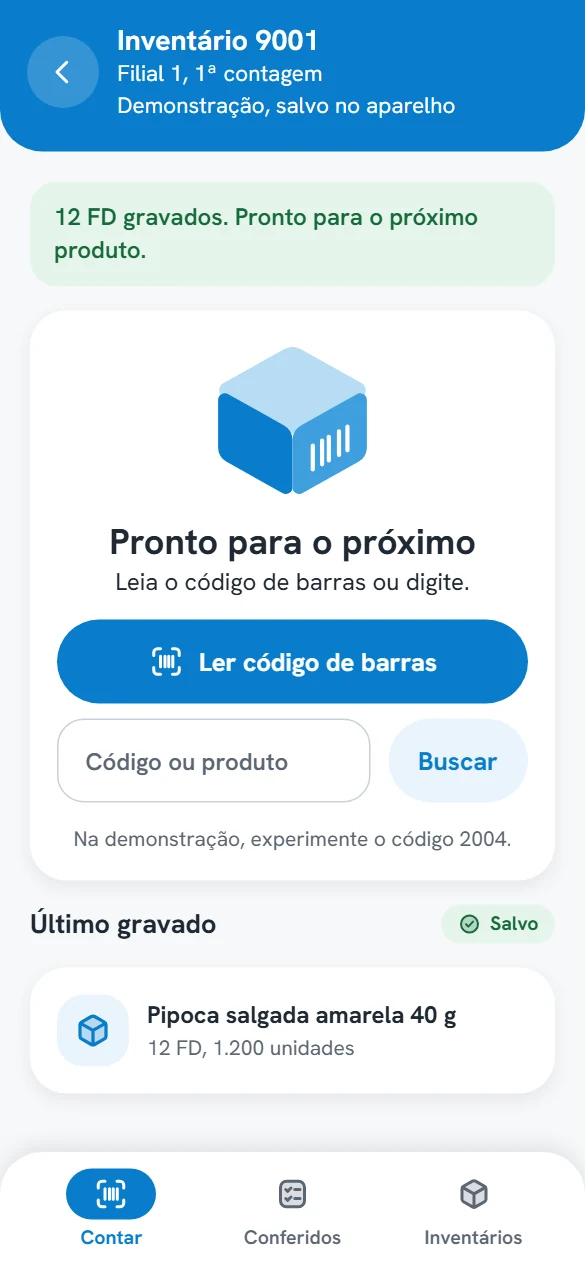 Inventário 9001
Filial 1, 1ª contagem
Demonstração, salvo no aparelho
12 FD gravados. Pronto para o próximo
produto.
Pronto para o próximo
Leia o código de barras ou digite.
Ler código de barras
Código ou produto
Buscar
Na demonstração, experimente o código 2004.
Último gravado
Salvo
Pipoca salgada amarela 40 g
12 FD, 1.200 unidades
Contar
Conferidos
Inventários